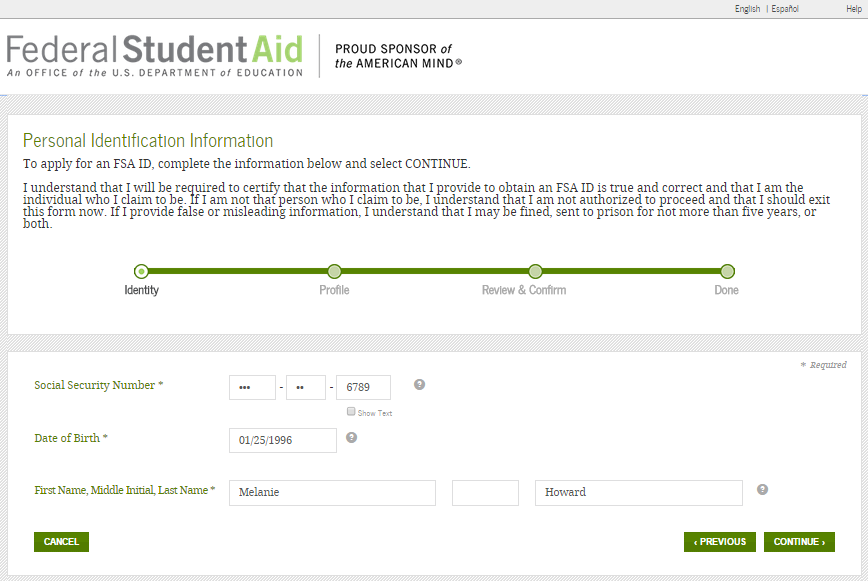 English | Español Help
Federal Student Aid
An OFFICE of the U.S. DEPARTMENT of EDUCATION
PROUD SPONSOR of
the AMERICAN MIND®
Personal Identification Information
To apply for an FSA ID, complete the information below and select CONTINUE.
I understand that I will be required to certify that the information that I provide to obtain an FSA ID is true and correct and that I am the
individual who I claim to be. If I am not that person who I claim to be, I understand that I am not authorized to proceed and that I should exit
this form now. If I provide false or misleading information, I understand that I may be fined, sent to prison for not more than five years, or
both.
Identity Profile Review & Confirm Done
* Required
Social Security Number * ••• - •• - 6789 ?
Show Text
Date of Birth * 01/25/1996 ?
First Name, Middle Initial, Last Name * Melanie Howard ?
CANCEL ‹ PREVIOUS CONTINUE ›